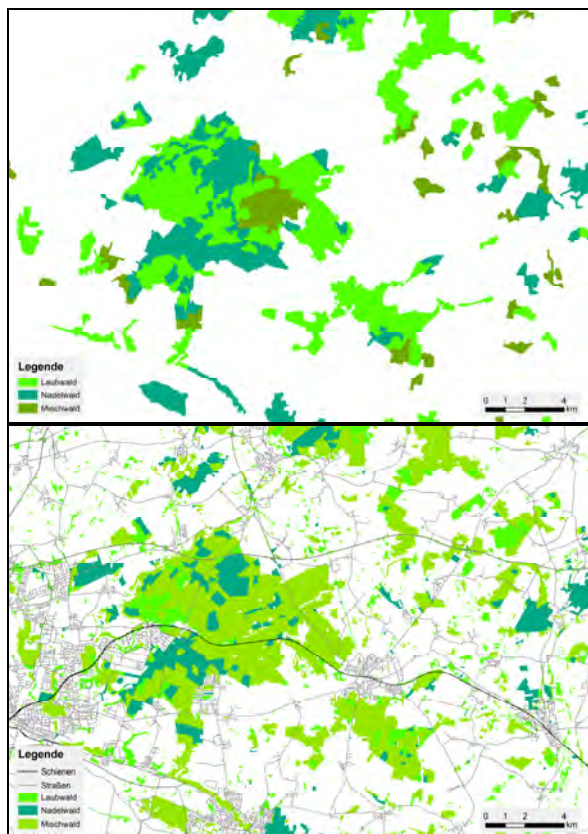 Legende
Laubwald
Nadelwald
Mischwald
0 1 2 4
km
Legende
Schienen
Straßen
Laubwald
Nadelwald
Mischwald
0 1 2 4
km